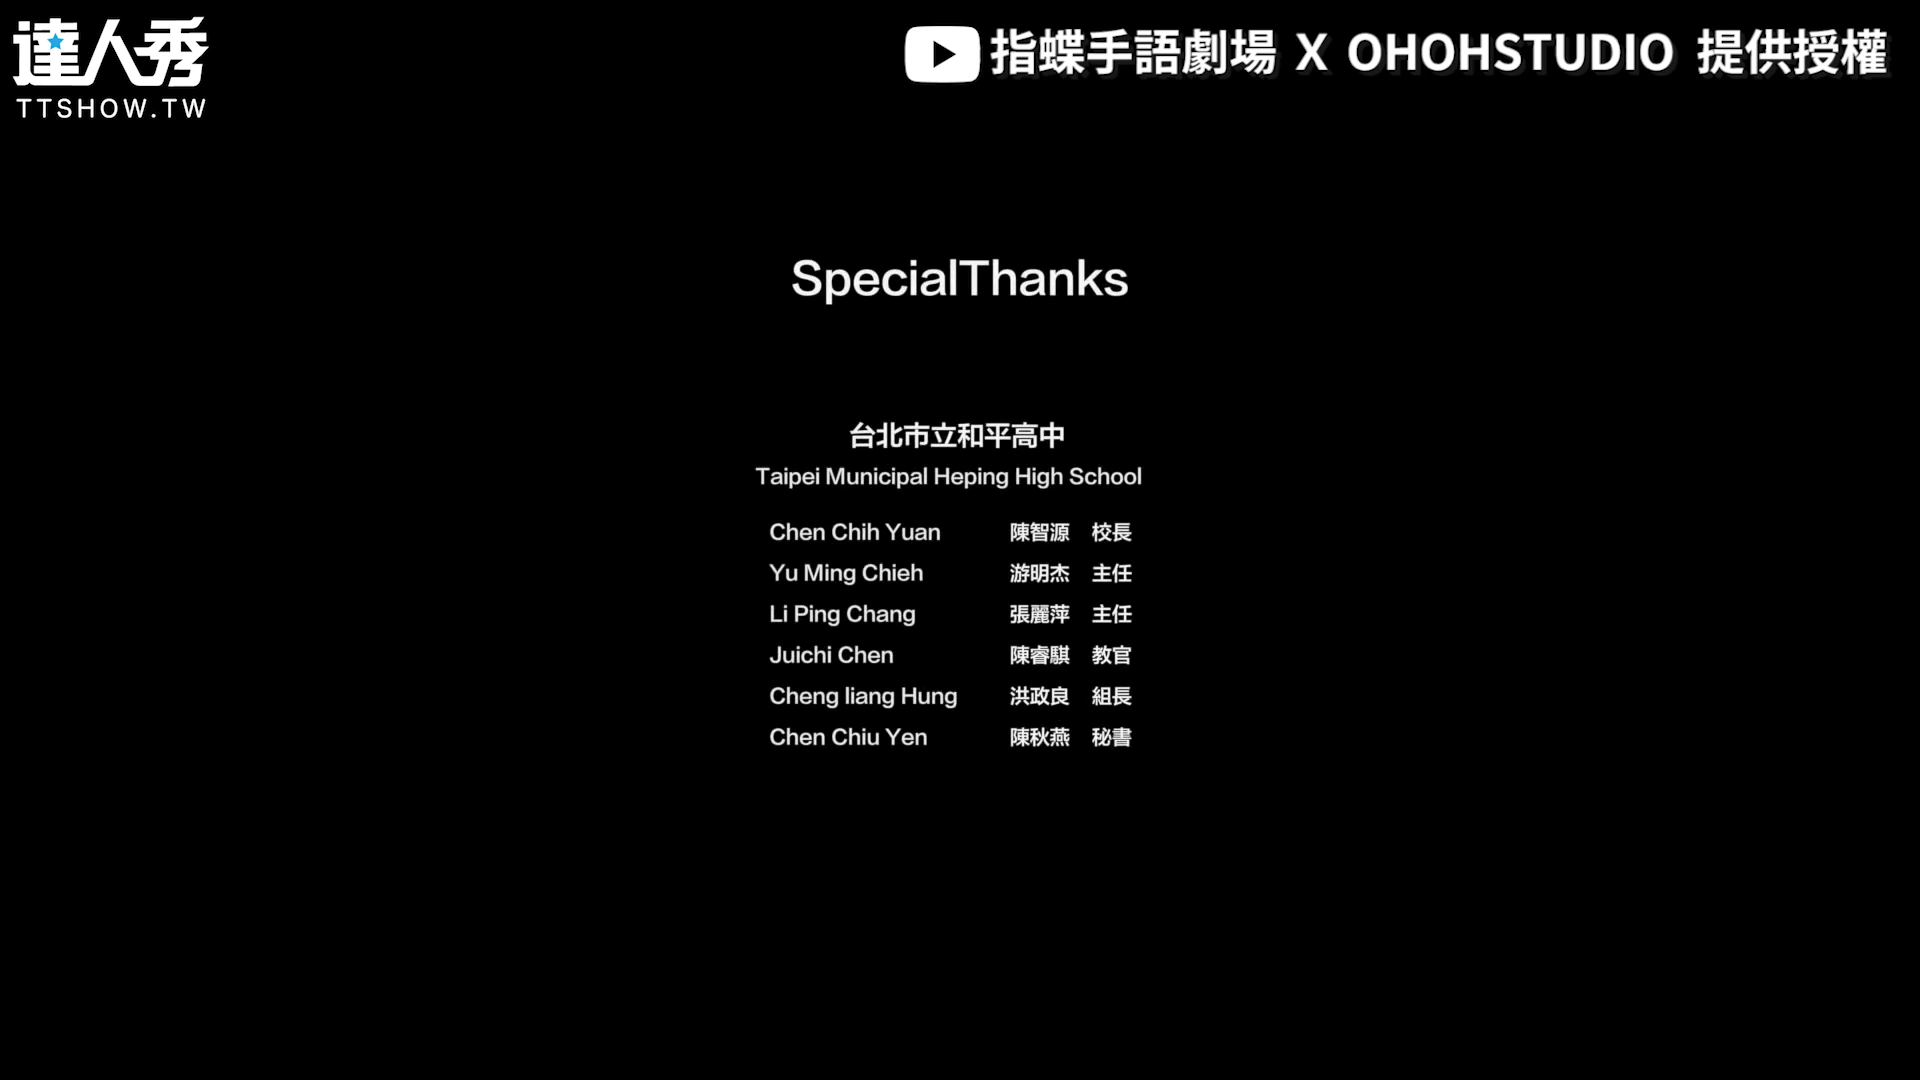 達人秀
TTSHOW.TW
指蝶手語劇場 X OHOHSTUDIO 提供授權
SpecialThanks
台北市立和平高中
Taipei Municipal Heping High School
Chen Chih Yuan 陳智源 校長
Yu Ming Chieh 游明杰 主任
Li Ping Chang 張麗萍 主任
Juichi Chen 陳睿騏 教官
Cheng liang Hung 洪政良 組長
Chen Chiu Yen 陳秋燕 秘書